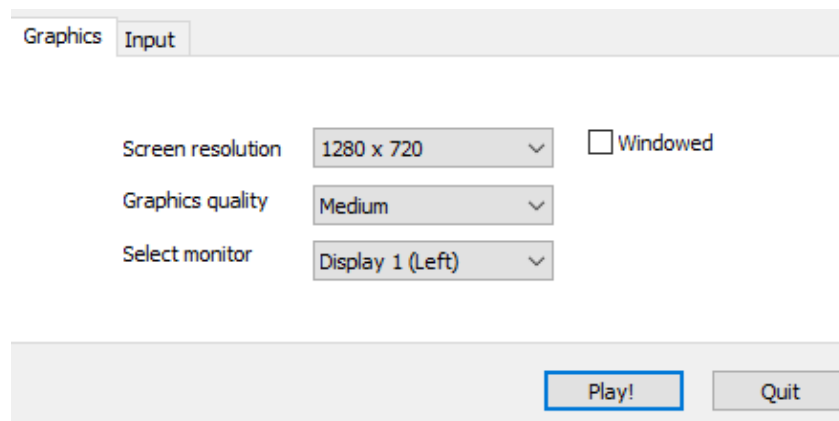 Graphics Input
Screen resolution 1280 x 720 Windowed
Graphics quality Medium
Select monitor Display 1 (Left)
Play! Quit